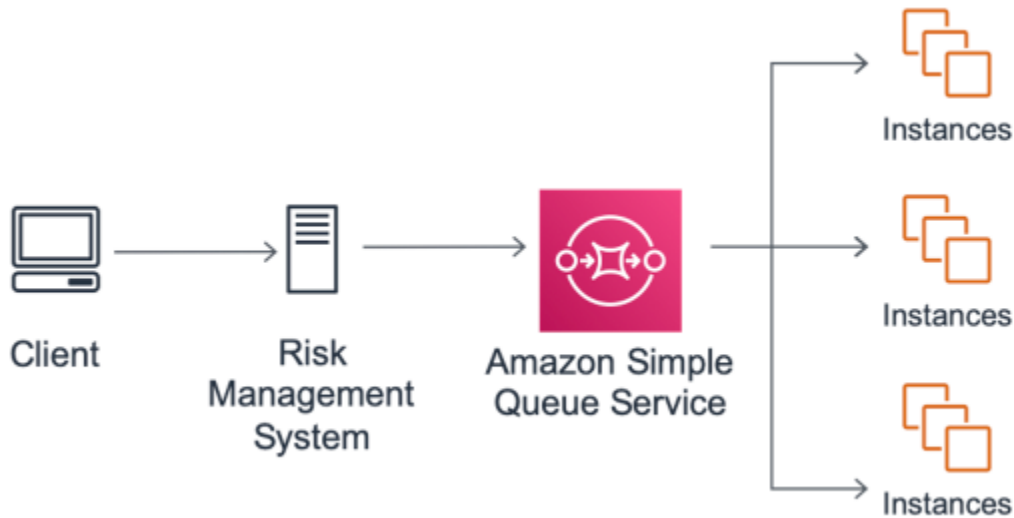 Client
Risk
Management
System
Amazon Simple
Queue Service
Instances
Instances
Instances